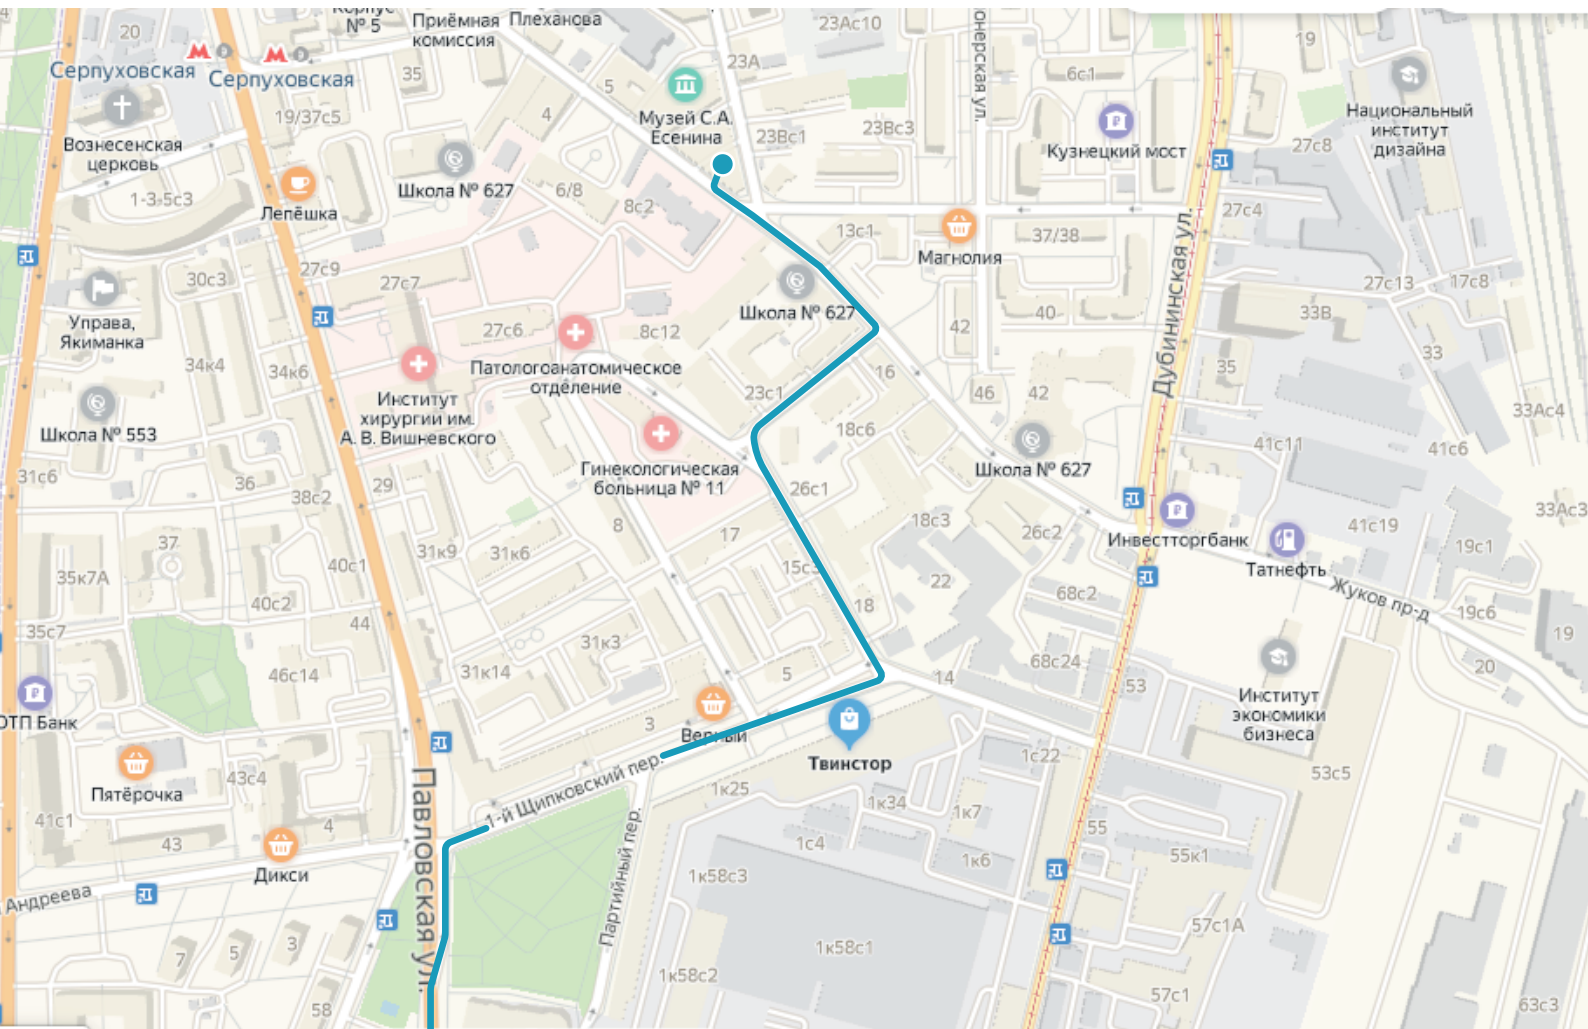 Корпус
№ 5
Приёмная
комиссия
Плеханова
23Ас10
онерская ул.
19
20
Серпуховская
Серпуховская
35
5
23А
6с1
Национальный
институт
дизайна
19/37с5
4
Музей С.А.
Есенина
23Вс1
23Вс3
Кузнецкий мост
27с8
Вознесенская
церковь
Школа № 627
1-3-5с3
Лепёшка
6/8
8с2
13с1
Магнолия
37/38
27с4
Дубининская ул.
30с3
27с9
27с7
27с13
17с8
Управа,
Якиманка
Школа № 627
27с6
8с12
42
40
33В
34к4
34к6
Патологоанатомическое
отделение
16
35
33
Институт
хирургии им.
А. В. Вишневского
23с1
46
42
33Ас4
Школа № 553
18с6
41с11
41с6
31с6
36
38с2
29
Гинекологическая
больница № 11
26с1
Школа № 627
8
17
18с3
26с2
Инвестторгбанк
41с19
33Ас3
37
35к7А
40с1
31к9
31к6
15с3
22
Татнефть
19с1
Жуков пр-д
40с2
44
18
68с2
19с6
19
35с7
31к3
46с14
31к14
5
14
68с24
53
20
ОТП Банк
3
Верный
Твинстор
Институт
экономики
бизнеса
Пятёрочка
43с4
1-й Щипковский пер.
1к25
1к34
1с22
1к7
53с5
41с1
43
4
Дикси
Павловская ул.
Партийный пер.
1с4
1к6
55
55к1
Андреева
1к58с3
7
5
3
1к58с1
57с1А
1к58с2
57с1
58
63с3